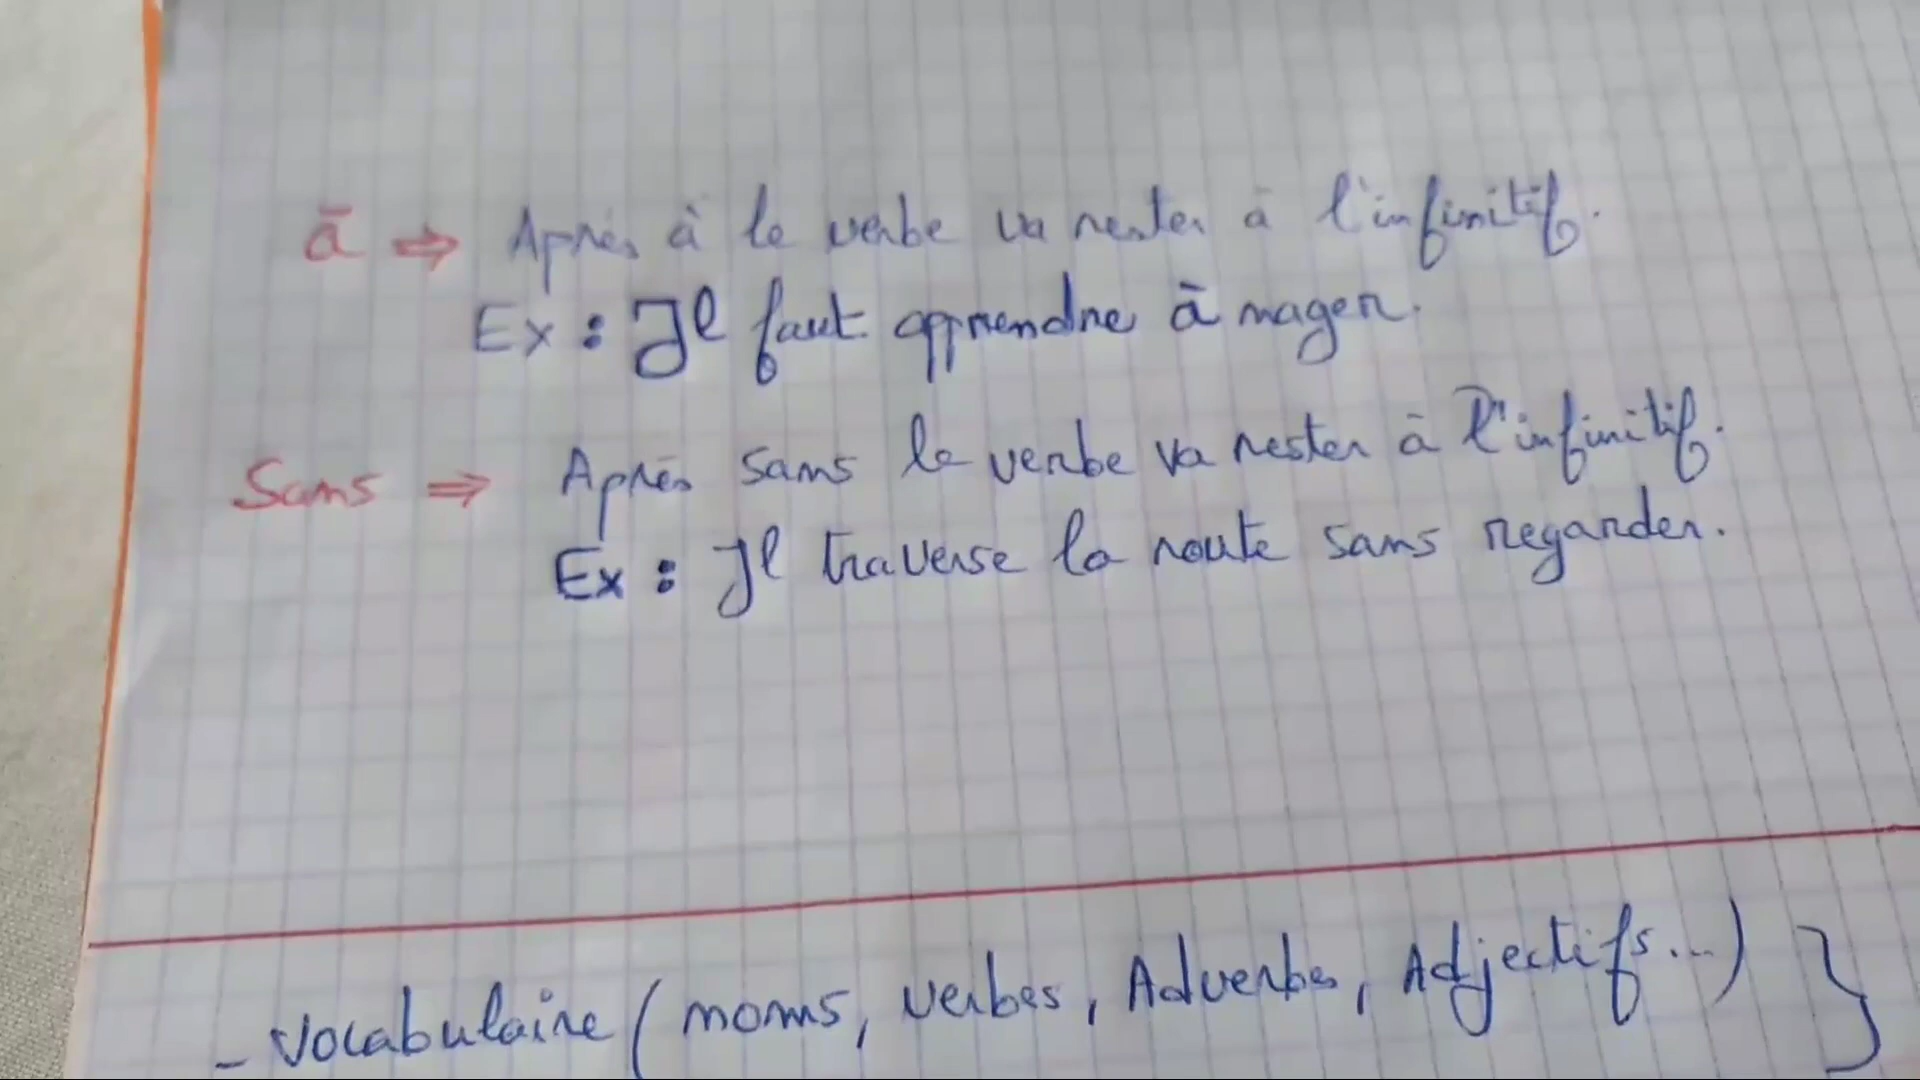 à ⇒ Après à le verbe va rester à l'infinitif.
Ex : Il faut apprendre à nager.
Sans ⇒ Après sans le verbe va rester à l'infinitif.
Ex : Il traverse la route sans regarder.
- Vocabulaire (noms, verbes, Adverbes, Adjectifs...) }